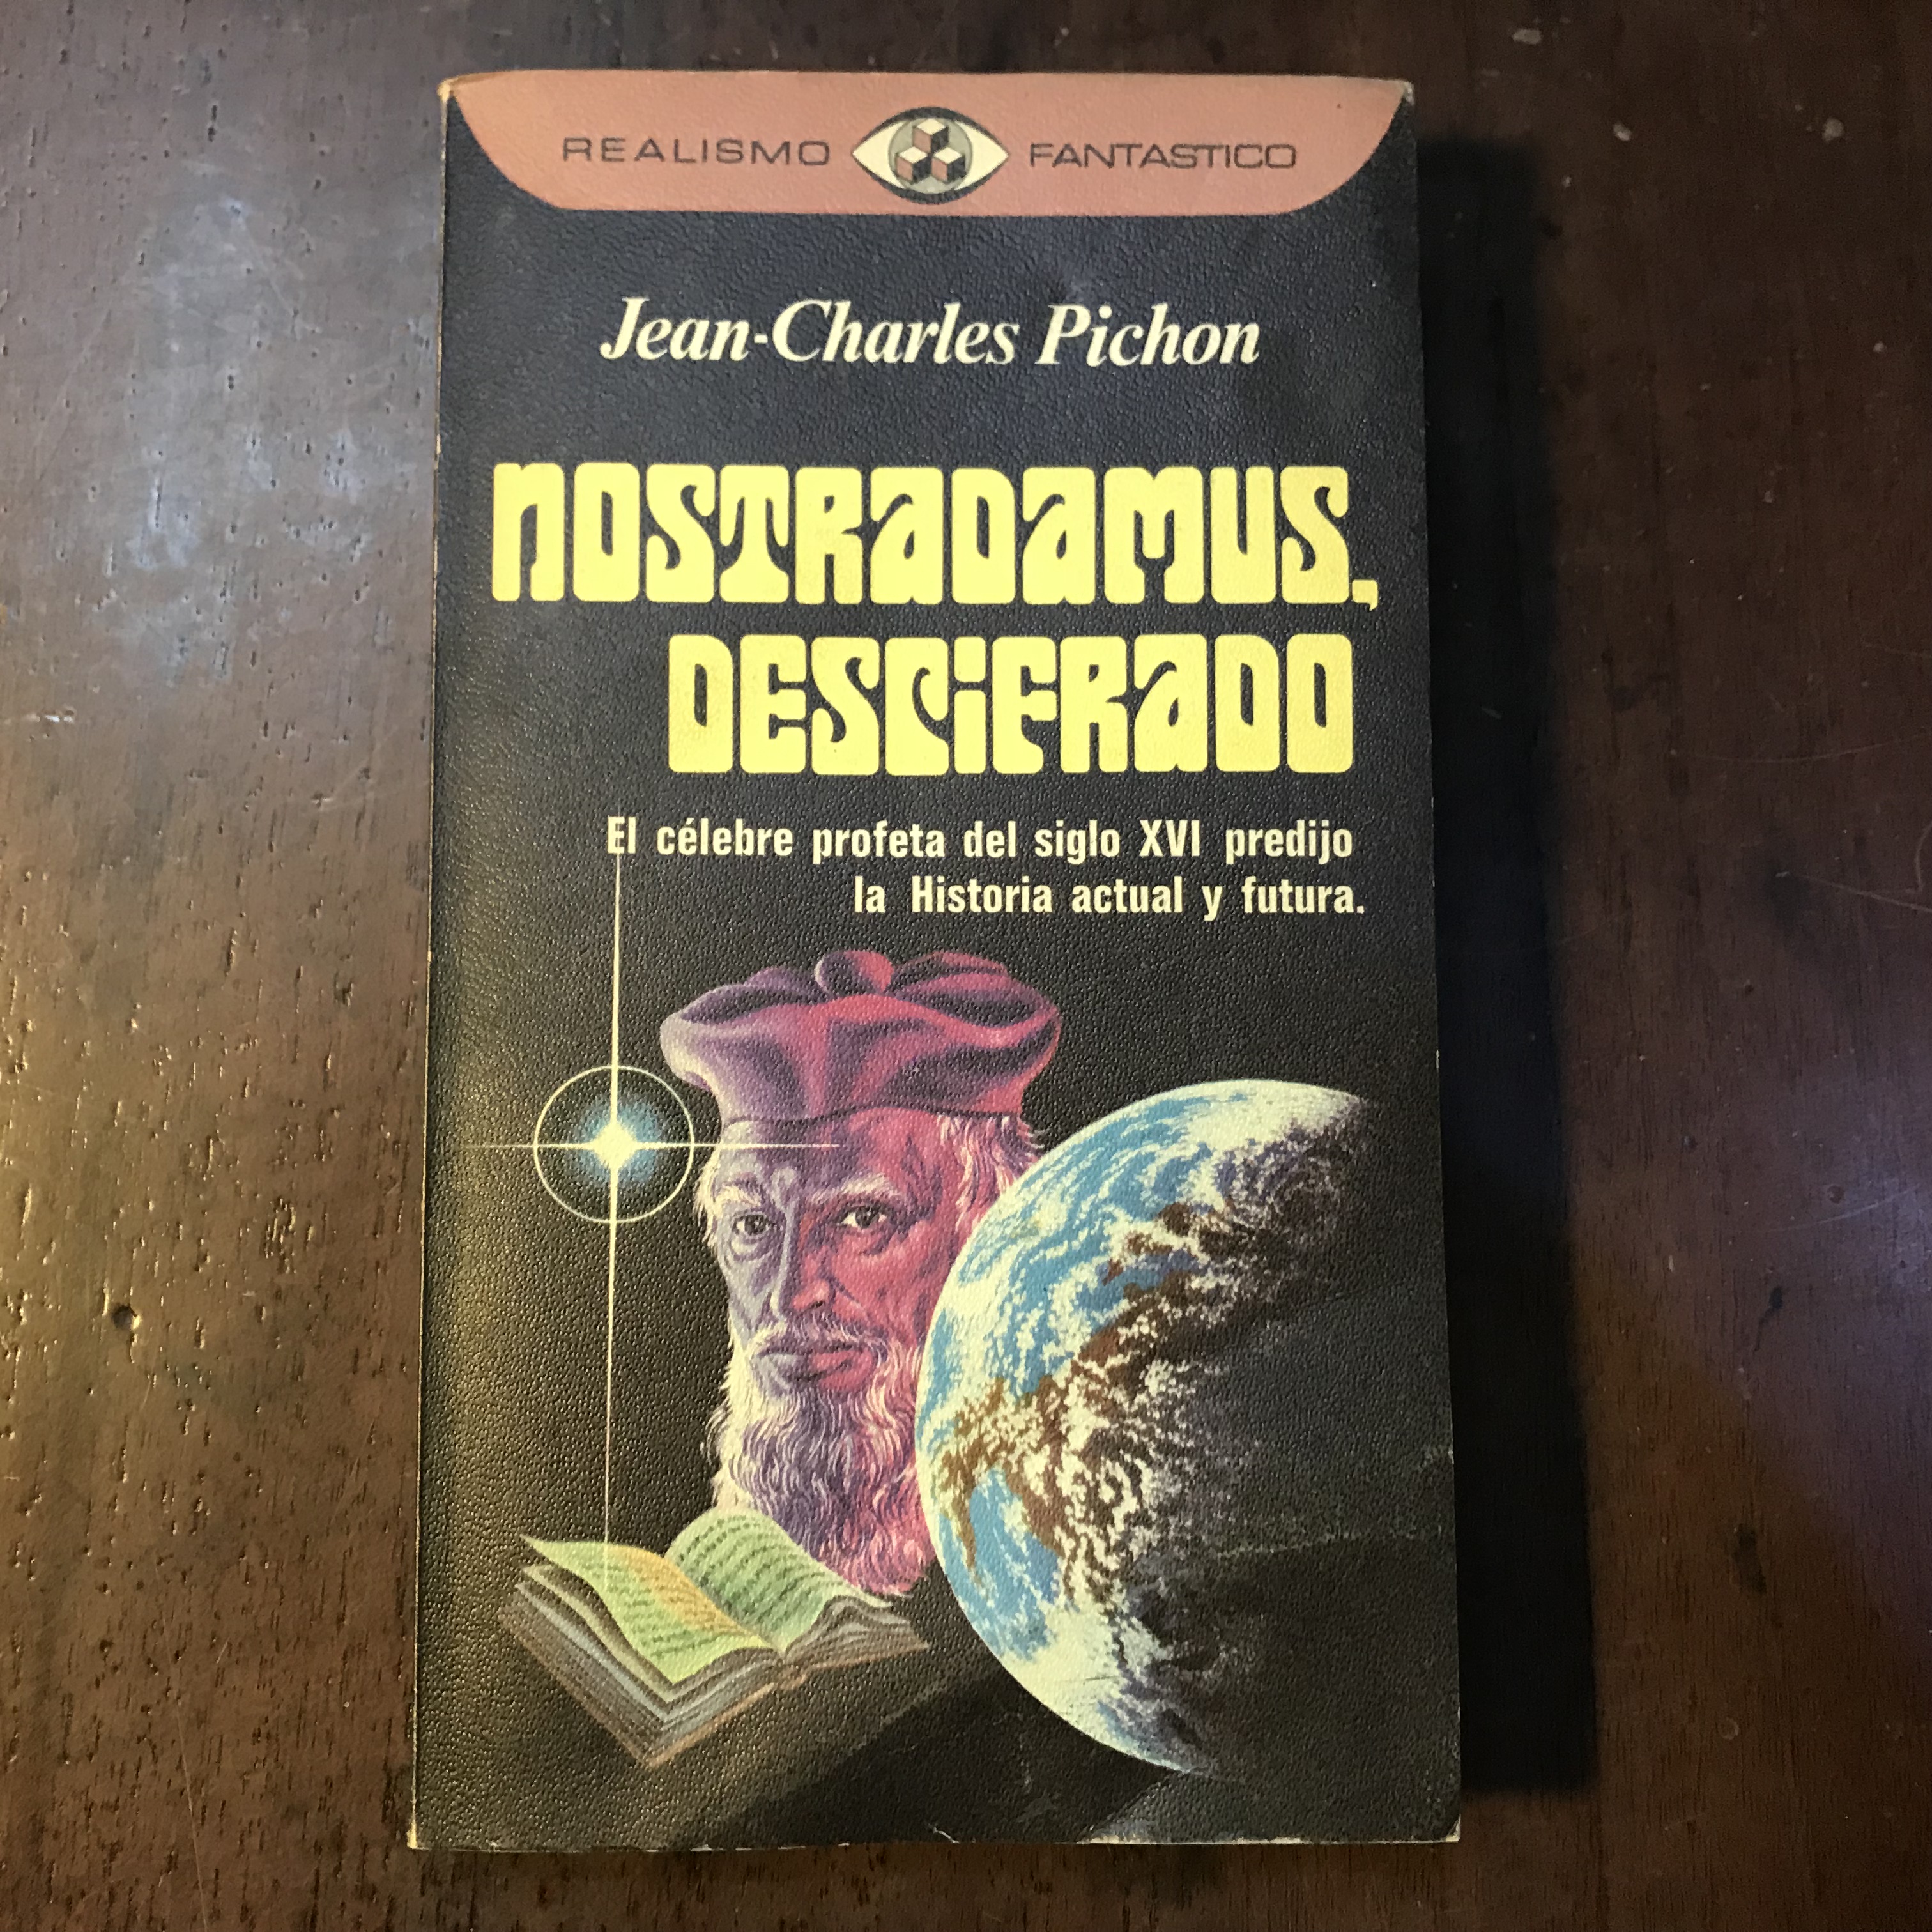 REALISMO FANTASTICO
Jean-Charles Pichon
NOSTRADAMUS,
DESCIFRADO
El célebre profeta del siglo XVI predijo
la Historia actual y futura.